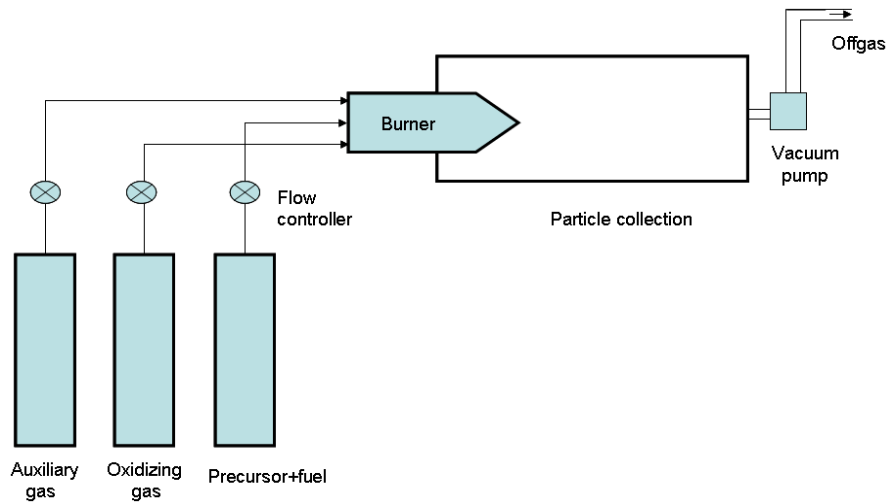 Offgas
Burner
Vacuum
pump
Flow
controller
Particle collection
Auxiliary
gas
Oxidizing
gas
Precursor+fuel